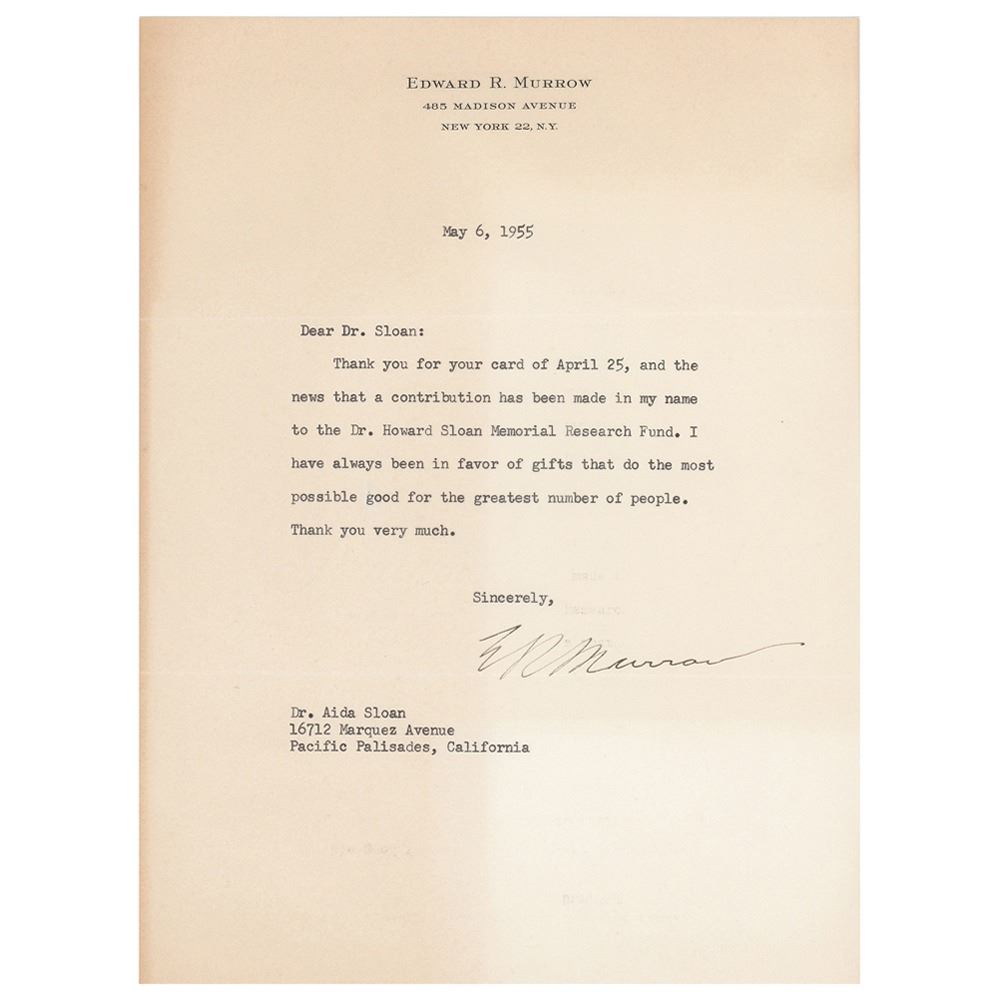 EDWARD R. MURROW
485 MADISON AVENUE
NEW YORK 22, N.Y.
May 6, 1955
Dear Dr. Sloan:
Thank you for your card of April 25, and the
news that a contribution has been made in my name
to the Dr. Howard Sloan Memorial Research Fund. I
have always been in favor of gifts that do the most
possible good for the greatest number of people.
Thank you very much.
Sincerely,
E R Murrow
Dr. Aida Sloan
16712 Marquez Avenue
Pacific Palisades, California